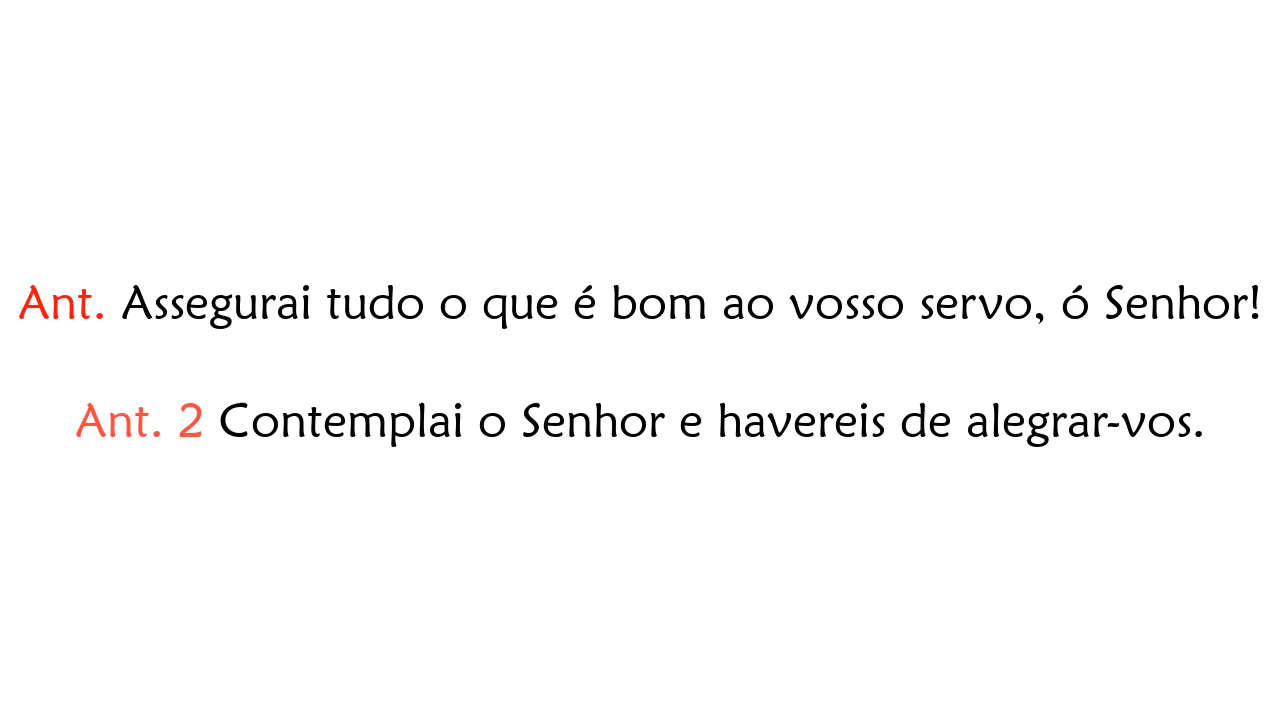 Ant. Assegurai tudo o que é bom ao vosso servo, ó Senhor!
Ant. 2 Contemplai o Senhor e havereis de alegrar-vos.